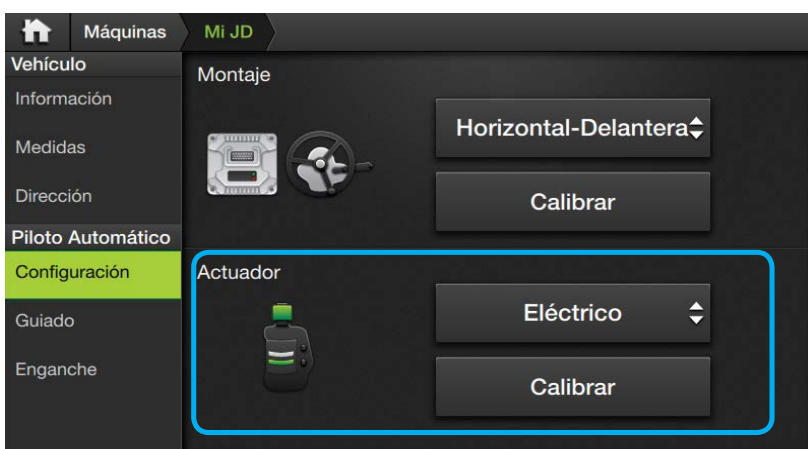 Máquinas
Mi JD
Vehículo
Información
Medidas
Dirección
Piloto Automático
Configuración
Guiado
Enganche
Montaje
Horizontal-Delantera
Calibrar
Actuador
Eléctrico
Calibrar